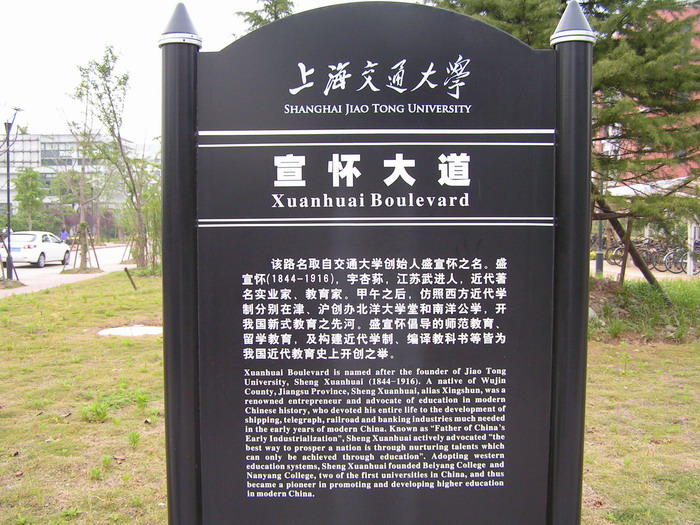 上海交通大学
SHANGHAI JIAO TONG UNIVERSITY
宣怀大道
Xuanhuai Boulevard
该路名取自交通大学创始人盛宣怀之名。盛
宣怀(1844-1916)，字杏荪，江苏武进人，近代著
名实业家、教育家。甲午之后，仿照西方近代学
制分别在津、沪创办北洋大学堂和南洋公学，开
我国新式教育之先河。盛宣怀倡导的师范教育、
留学教育，及构建近代学制、编译教科书等皆为
我国近代教育史上开创之举。
Xuanhuai Boulevard is named after the founder of Jiao Tong
University, Sheng Xuanhuai (1844-1916). A native of Wujin
County, Jiangsu Province, Sheng Xuanhuai, alias Xingshun, was a
renowned entrepreneur and advocate of education in modern
Chinese history, who devoted his entire life to the development of
shipping, telegraph, railroad and banking industries much needed
in the early years of modern China. Known as "Father of China's
Early Industrialization", Sheng Xuanhuai actively advocated "the
best way to prosper a nation is through nurturing talents which
can only be achieved through education". Adopting western
education systems, Sheng Xuanhuai founded Beiyang College and
Nanyang College, two of the first universities in China, and thus
became a pioneer in promoting and developing higher education
in modern China.